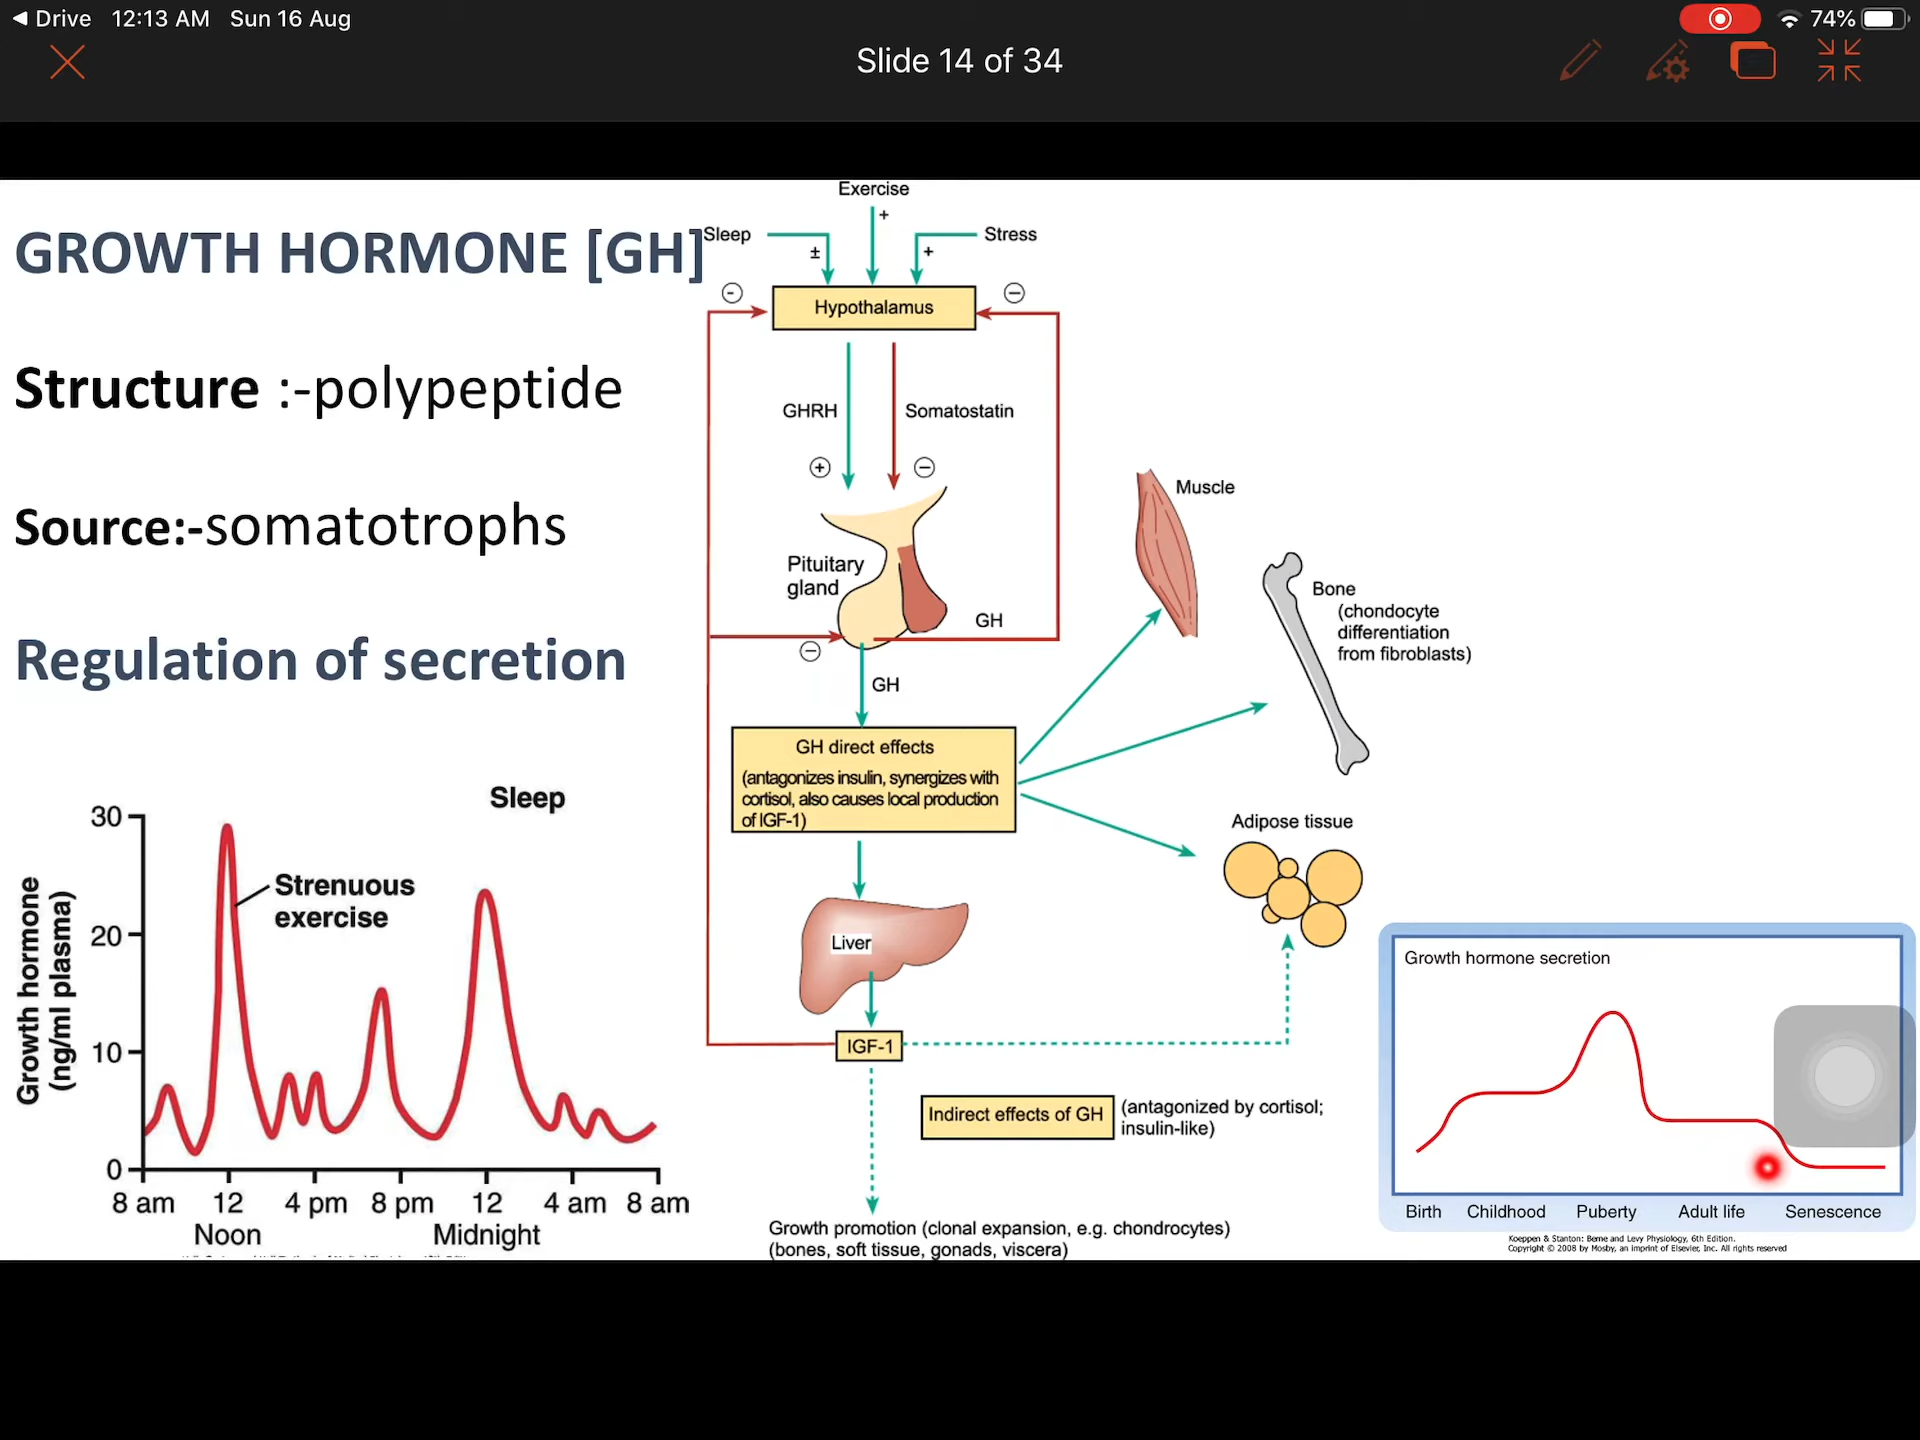 Drive 12:13 AM Sun 16 Aug
74%
Slide 14 of 34
GROWTH HORMONE [GH]
Structure :-polypeptide
Source:-somatotrophs
Regulation of secretion
Exercise
+
Sleep
±
Stress
+
-
−
Hypothalamus
GHRH
Somatostatin
+
−
Pituitary
gland
GH
−
GH
GH direct effects
(antagonizes insulin, synergizes with
cortisol, also causes local production
of IGF-1)
Muscle
Bone
(chondocyte
differentiation
from fibroblasts)
Adipose tissue
Liver
IGF-1
Indirect effects of GH
(antagonized by cortisol;
insulin-like)
Growth promotion (clonal expansion, e.g. chondrocytes)
(bones, soft tissue, gonads, viscera)
Sleep
Strenuous
exercise
Growth hormone
(ng/ml plasma)
30
20
10
0
8 am 12 4 pm 8 pm 12 4 am 8 am
Noon Midnight
Growth hormone secretion
Birth Childhood Puberty Adult life Senescence
Koeppen & Stanton: Berne and Levy Physiology, 6th Edition.
Copyright © 2008 by Mosby, an imprint of Elsevier, Inc. All rights reserved